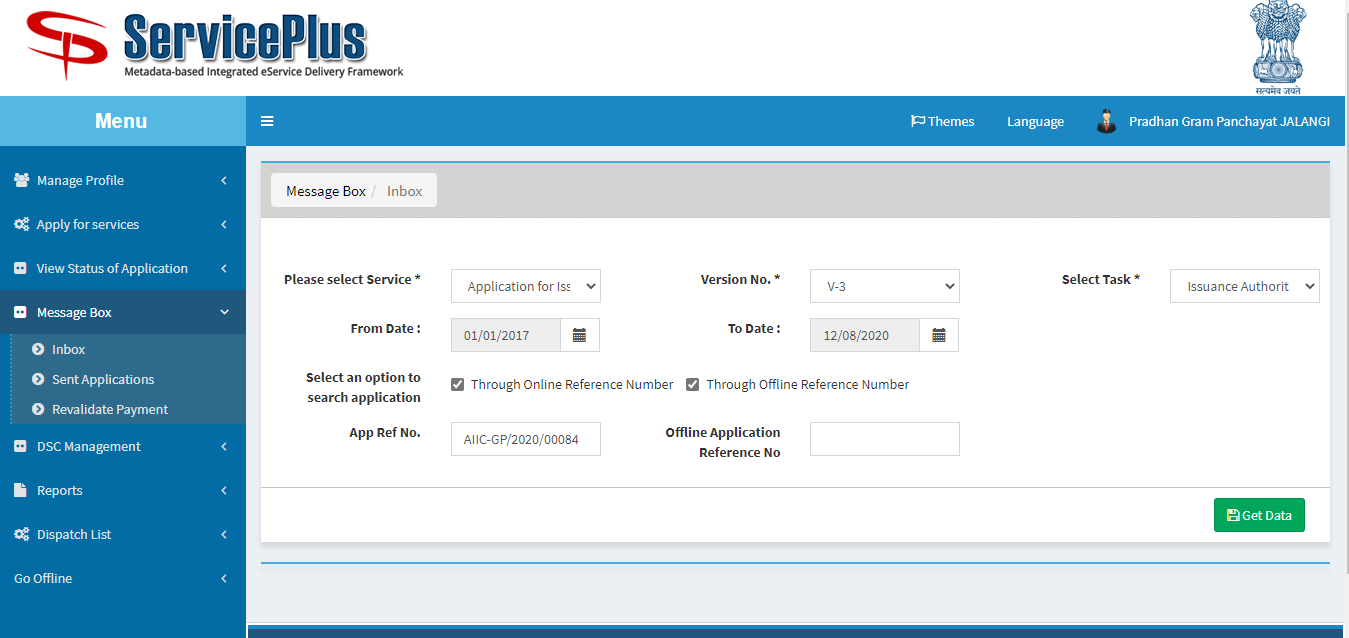 ServicePlus
Metadata-based Integrated eService Delivery Framework
सत्यमेव जयते
Menu
Themes
Language
Pradhan Gram Panchayat JALANGI
Manage Profile
Apply for services
View Status of Application
Message Box
Inbox
Sent Applications
Revalidate Payment
DSC Management
Reports
Dispatch List
Go Offline
Message Box / Inbox
Please select Service *
Application for Iss
Version No. *
V-3
Select Task *
Issuance Authorit
From Date :
01/01/2017
To Date :
12/08/2020
Select an option to
search application
Through Online Reference Number
Through Offline Reference Number
App Ref No.
AIIC-GP/2020/00084
Offline Application
Reference No
Get Data